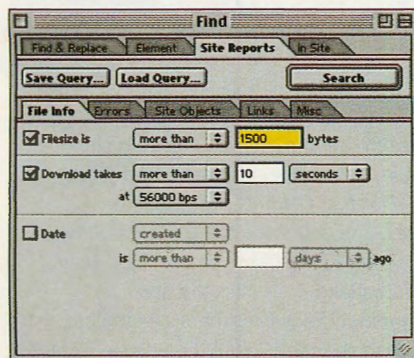 Find
Find & Replace Element Site Reports In Site
Save Query... Load Query... Search
File Info Errors Site Objects Links Misc
Filesize is more than 1500 bytes
Download takes more than 10 seconds
at 56000 bps
Date created
is more than days ago